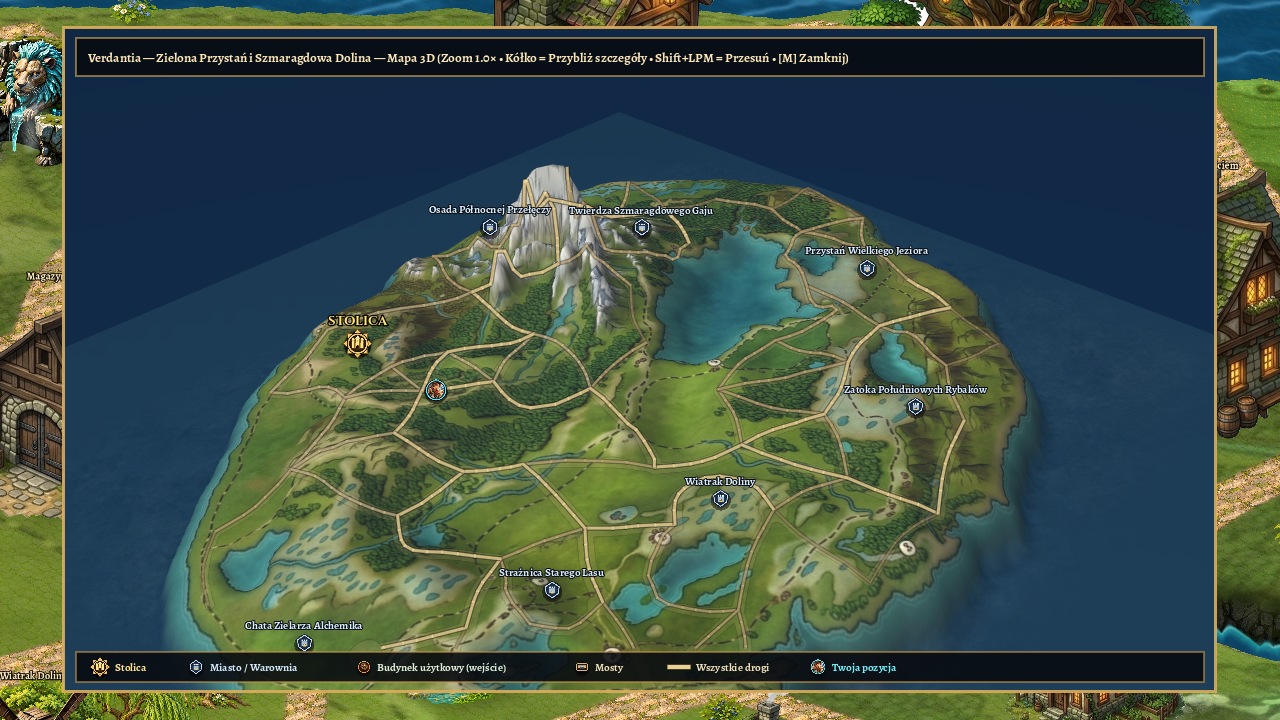 Verdantia — Zielona Przystań i Szmaragdowa Dolina — Mapa 3D (Zoom 1.0× • Kółko = Przybliż szczegóły • Shift+LPM = Przesuń • [M] Zamknij)
Osada Północnej Przełęczy
Twierdza Szmaragdowego Gaju
Przystań Wielkiego Jeziora
Magazy
STOLICA
Zatoka Południowych Rybaków
Wiatrak Doliny
Strażnica Starego Lasu
Chata Zielarza Alchemika
Wiatrak Dolin
Stolica
Miasto / Warownia
Budynek użytkowy (wejście)
Mosty
Wszystkie drogi
Twoja pozycja